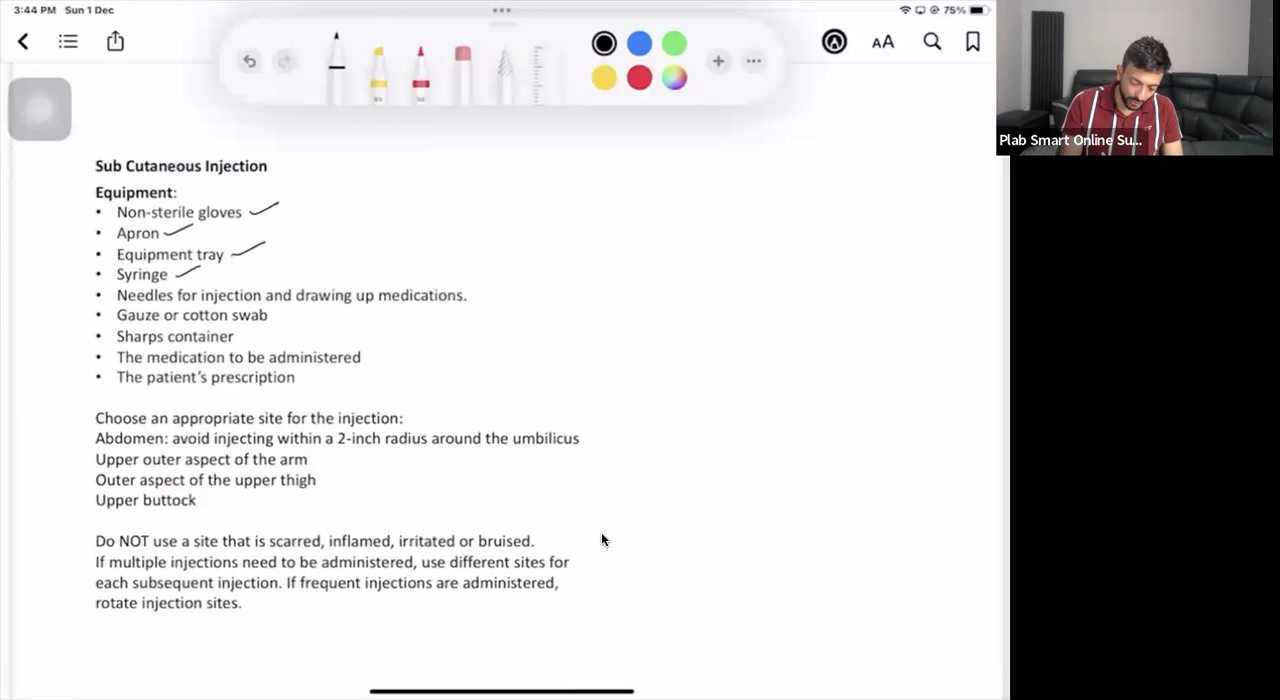 3:44 PM Sun 1 Dec
75%
AA
Plab Smart Online Su...
Sub Cutaneous Injection
Equipment:
• Non-sterile gloves
• Apron
• Equipment tray
• Syringe
• Needles for injection and drawing up medications.
• Gauze or cotton swab
• Sharps container
• The medication to be administered
• The patient's prescription
Choose an appropriate site for the injection:
Abdomen: avoid injecting within a 2-inch radius around the umbilicus
Upper outer aspect of the arm
Outer aspect of the upper thigh
Upper buttock
Do NOT use a site that is scarred, inflamed, irritated or bruised.
If multiple injections need to be administered, use different sites for
each subsequent injection. If frequent injections are administered,
rotate injection sites.